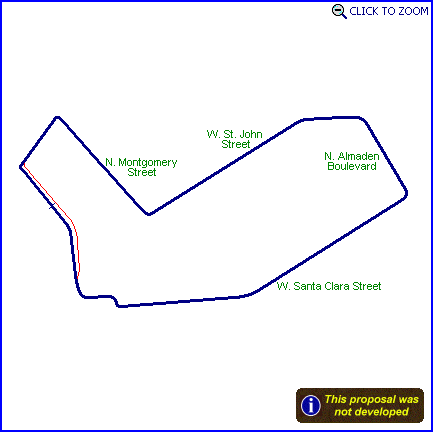 CLICK TO ZOOM
W. St. John
Street
N. Montgomery
Street
N. Almaden
Boulevard
W. Santa Clara Street
This proposal was
not developed